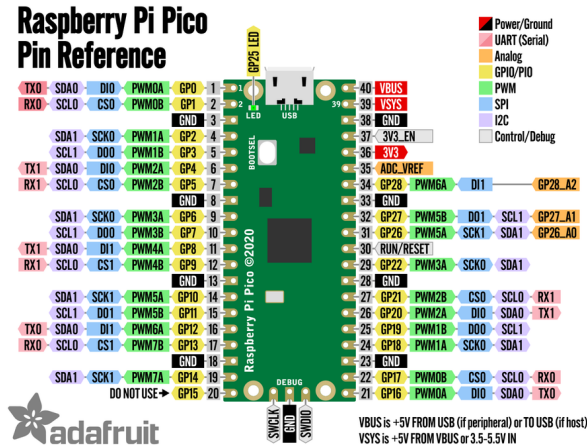 Raspberry Pi Pico
Pin Reference
GP25 LED
Power/Ground
UART (Serial)
Analog
GPIO/PIO
PWM
SPI
I2C
Control/Debug
TX0 SDA0 DI0 PWM0A GP0 1
RX0 SCL0 CS0 PWM0B GP1 2
GND 3
SDA1 SCK0 PWM1A GP2 4
SCL1 DO0 PWM1B GP3 5
TX1 SDA0 DI0 PWM2A GP4 6
RX1 SCL0 CS0 PWM2B GP5 7
GND 8
SDA1 SCK0 PWM3A GP6 9
SCL1 DO0 PWM3B GP7 10
TX1 SDA0 DI1 PWM4A GP8 11
RX1 SCL0 CS1 PWM4B GP9 12
GND 13
SDA1 SCK1 PWM5A GP10 14
SCL1 DO1 PWM5B GP11 15
TX0 SDA0 DI1 PWM6A GP12 16
RX0 SCL0 CS1 PWM7B GP13 17
GND 18
SDA1 SCK1 PWM7A GP14 19
DO NOT USE GP15 20
1
2
39
LED
USB
BOOTSEL
Raspberry Pi Pico ©2020
DEBUG
SWCLK
GND
SWDIO
40 VBUS
39 VSYS
38 GND
37 3V3_EN
36 3V3
35 ADC_VREF
34 GP28 PWM6A DI1 GP28_A2
33 GND
32 GP27 PWM5B DO1 SCL1 GP27_A1
31 GP26 PWM5A SCK1 SDA1 GP26_A0
30 RUN/RESET
29 GP22 PWM3A SCK0 SDA1
28 GND
27 GP21 PWM2B CS0 SCL0 RX1
26 GP20 PWM2A DI0 SDA0 TX1
25 GP19 PWM1B DO0 SCL1
24 GP18 PWM1A SCK0 SDA1
23 GND
22 GP17 PWM0B CS0 SCL0 RX0
21 GP16 PWM0A DI0 SDA0 TX0
adafruit
VBUS is +5V FROM USB (if peripheral) or TO USB (if host)
VSYS is +5V FROM VBUS or 3.5-5.5V IN